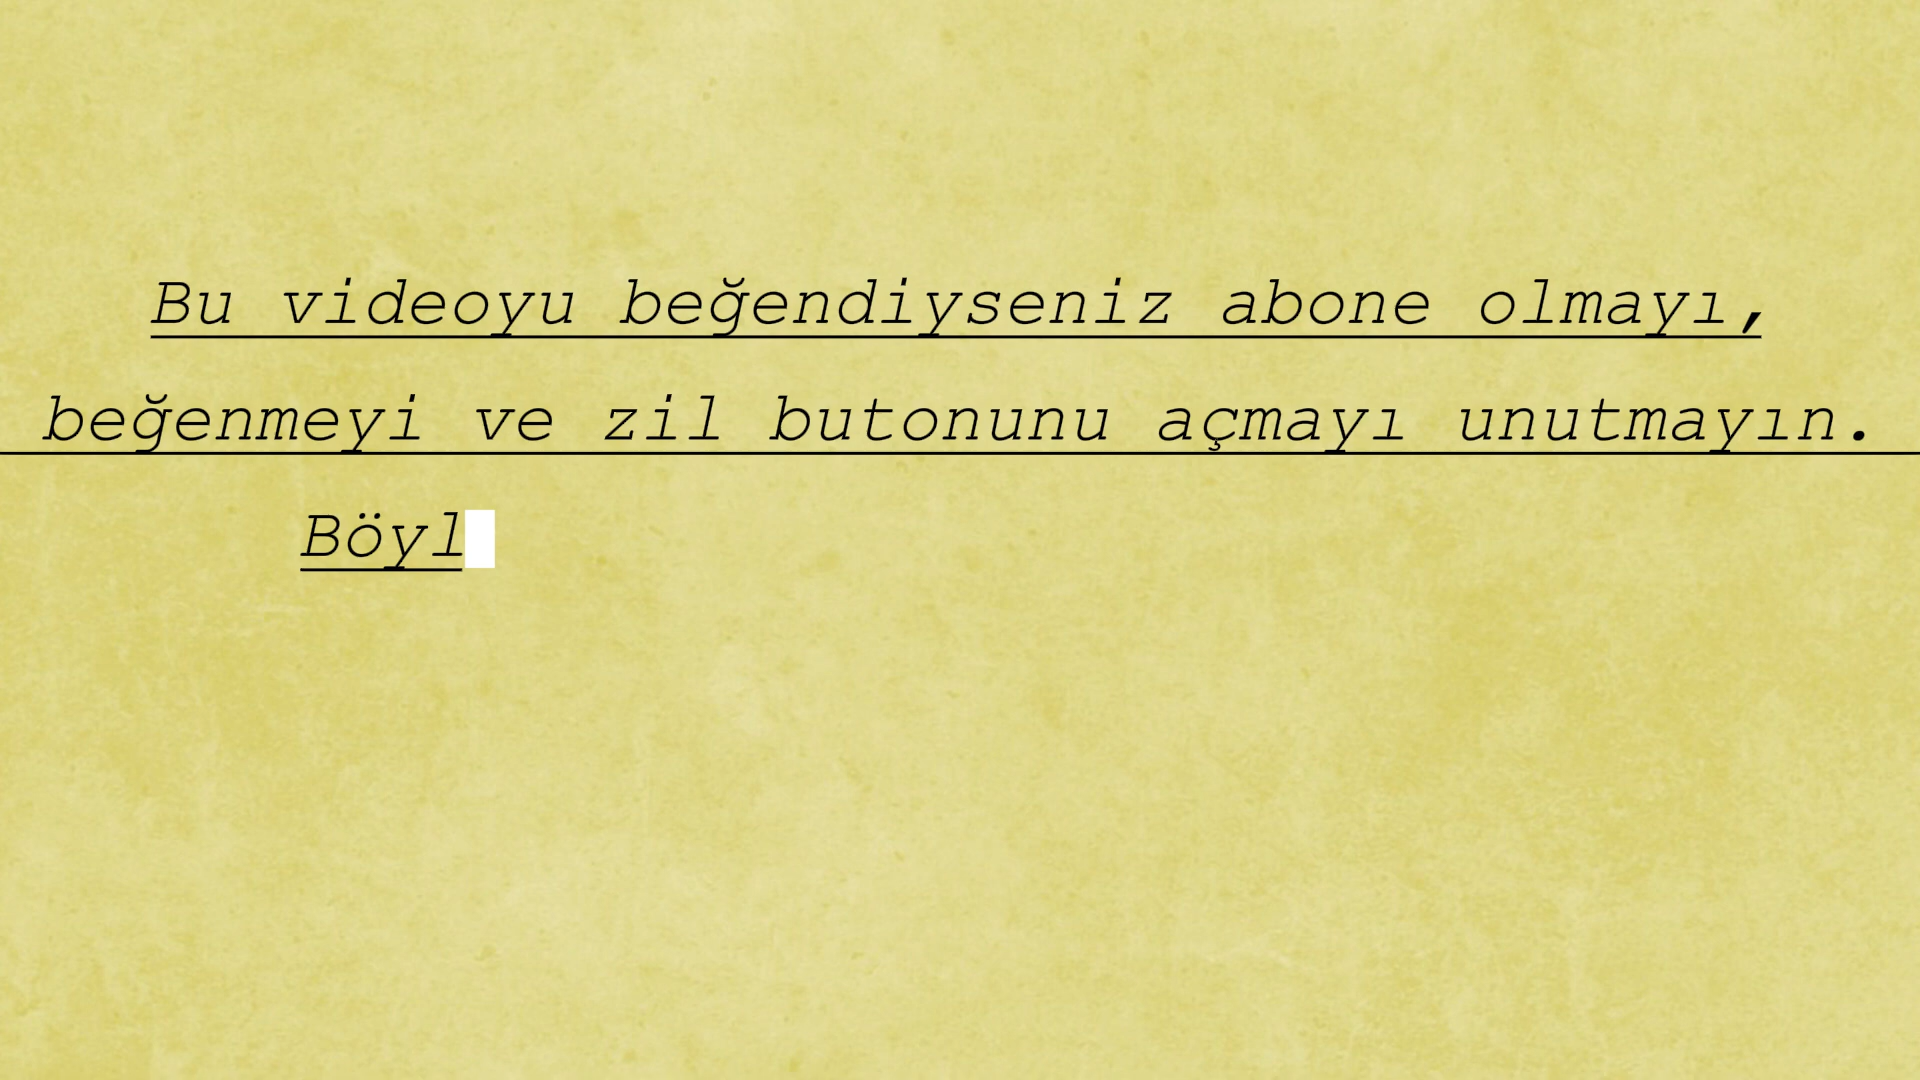 Bu videoyu beğendiyseniz abone olmayı,
beğenmeyi ve zil butonunu açmayı unutmayın.
Böyl